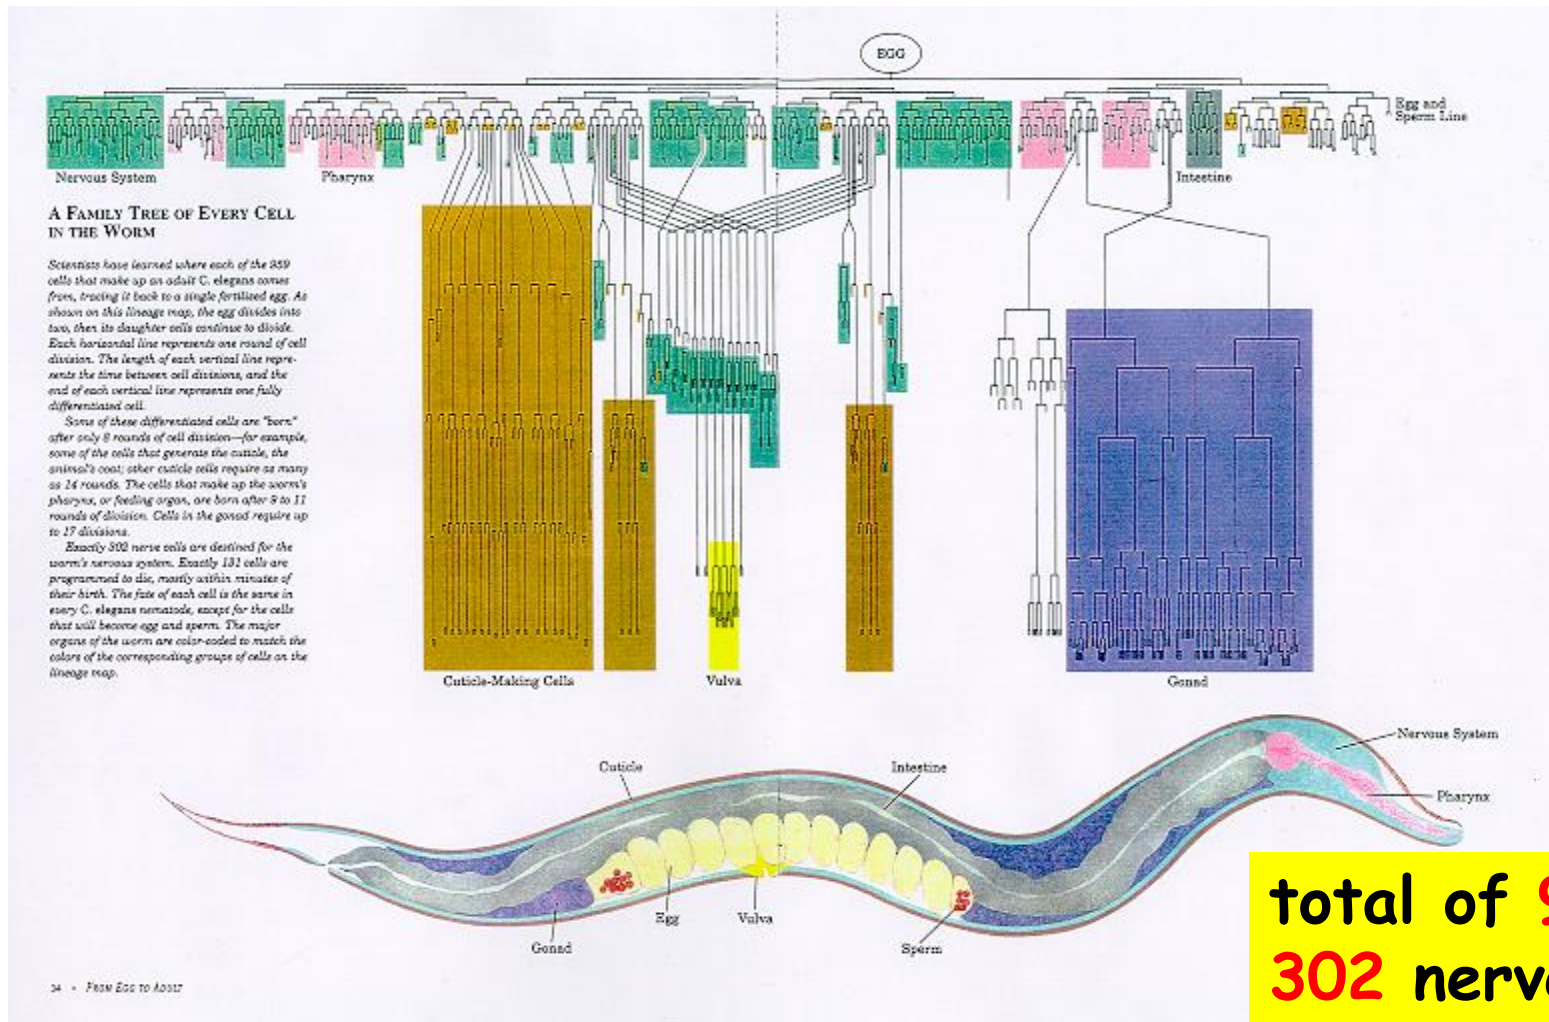 EGG
Egg and
Sperm Line
Nervous System
Pharynx
Intestine
A FAMILY TREE OF EVERY CELL
IN THE WORM
Scientists have learned where each of the 959
cells that make up an adult C. elegans comes
from, tracing it back to a single fertilized egg. As
shown on this lineage map, the egg divides into
two, then its daughter cells continue to divide.
Each horizontal line represents one round of cell
division. The length of each vertical line repre-
sents the time between cell divisions, and the
end of each vertical line represents one fully
differentiated cell.
Some of these differentiated cells are "born"
after only 8 rounds of cell division—for example,
some of the cells that generate the cuticle, the
animal's coat; other cuticle cells require as many
as 14 rounds. The cells that make up the worm's
pharynx, or feeding organ, are born after 9 to 11
rounds of division. Cells in the gonad require up
to 17 divisions.
Exactly 302 nerve cells are destined for the
worm's nervous system. Exactly 131 cells are
programmed to die, mostly within minutes of
their birth. The fate of each cell is the same in
every C. elegans nematode, except for the cells
that will become egg and sperm. The major
organs of the worm are color-coded to match the
colors of the corresponding groups of cells on the
lineage map.
Cuticle-Making Cells
Vulva
Gonad
Nervous System
Cuticle
Intestine
Pharynx
Egg
Vulva
Gonad
Sperm
total of 9
302 nerv
34 • FROM EGG TO ADULT